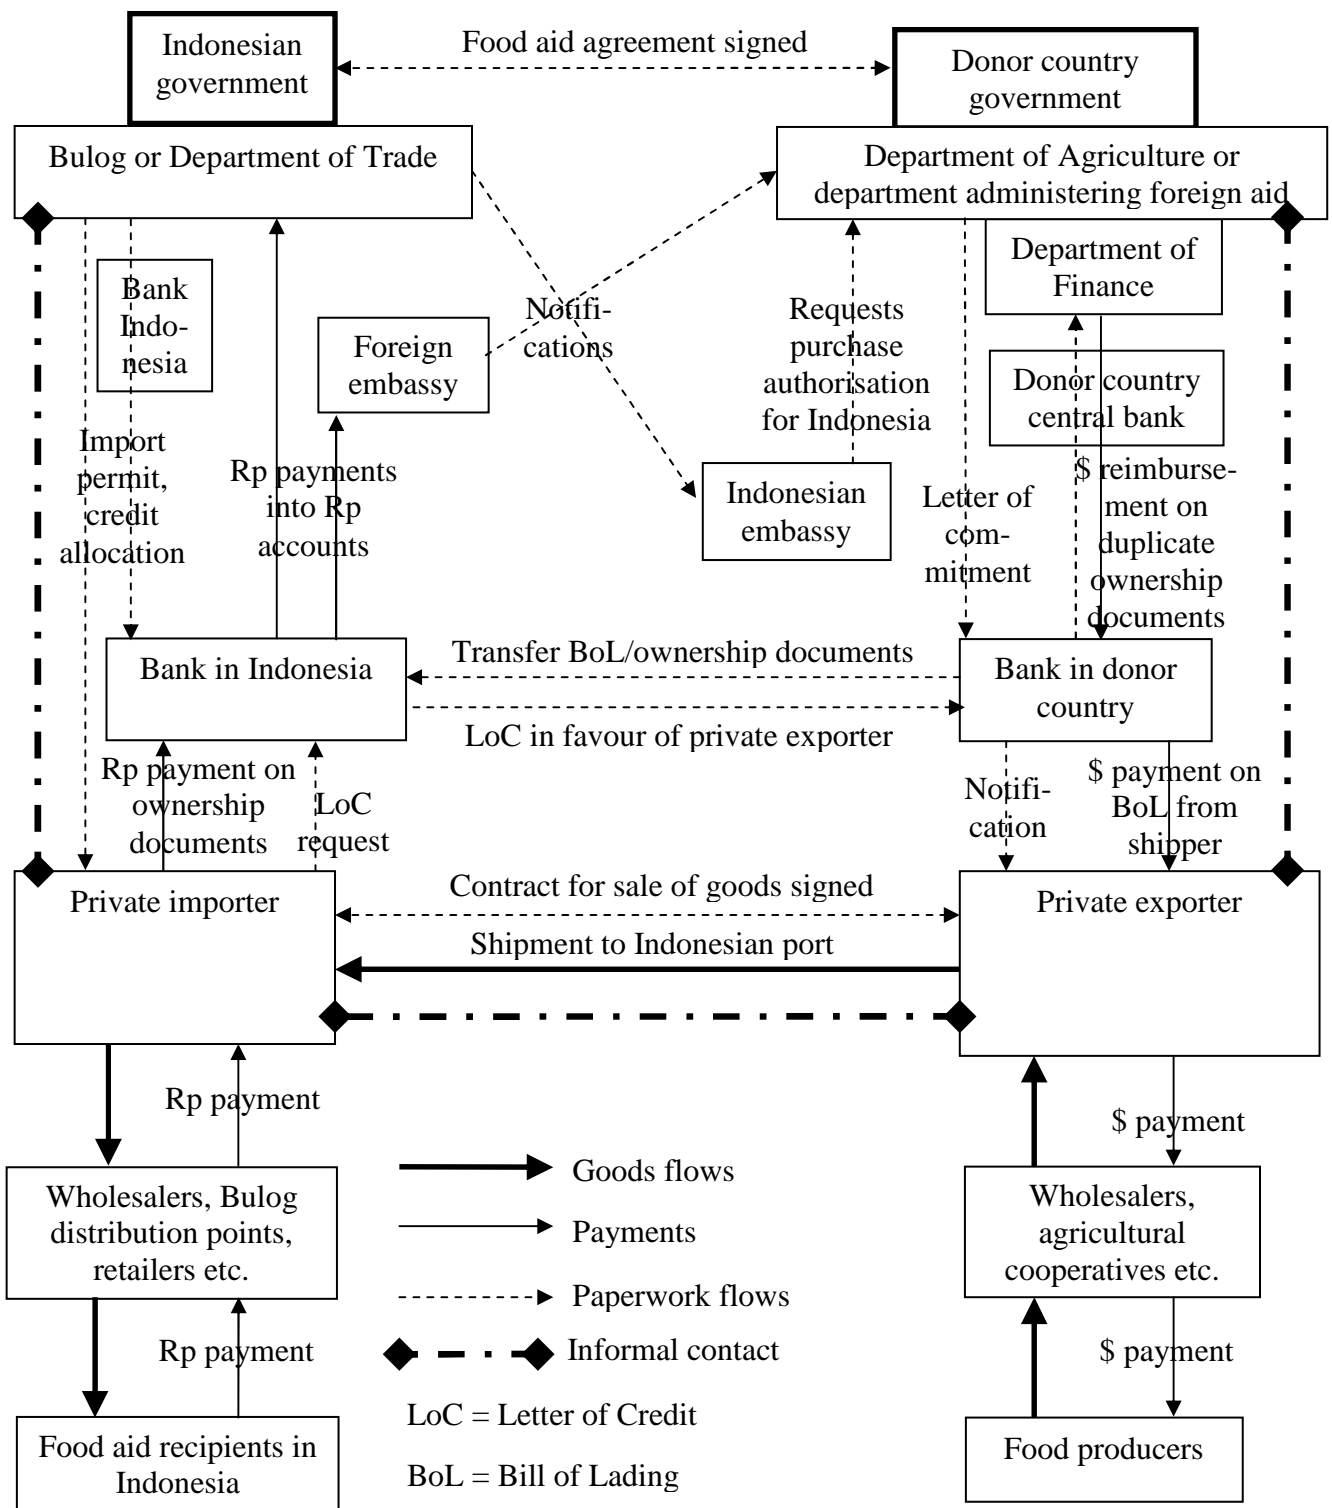 Indonesian
government
Food aid agreement signed
Donor country
government
Bulog or Department of Trade
Department of Agriculture or
department administering foreign aid
Bank
Indo-
nesia
Foreign
embassy
Notifi-
cations
Requests
purchase
authorisation
for Indonesia
Department of
Finance
Donor country
central bank
Import
permit,
credit
allocation
Rp payments
into Rp
accounts
Indonesian
embassy
Letter of
com-
mitment
$ reimburse-
ment on
duplicate
ownership
documents
Bank in Indonesia
Transfer BoL/ownership documents
LoC in favour of private exporter
Bank in donor
country
Rp payment on
ownership
documents
LoC
request
Notifi-
cation
$ payment on
BoL from
shipper
Private importer
Contract for sale of goods signed
Shipment to Indonesian port
Private exporter
Rp payment
$ payment
Wholesalers, Bulog
distribution points,
retailers etc.
Goods flows
Payments
Paperwork flows
Informal contact
LoC = Letter of Credit
BoL = Bill of Lading
Wholesalers,
agricultural
cooperatives etc.
Rp payment
$ payment
Food aid recipients in
Indonesia
Food producers